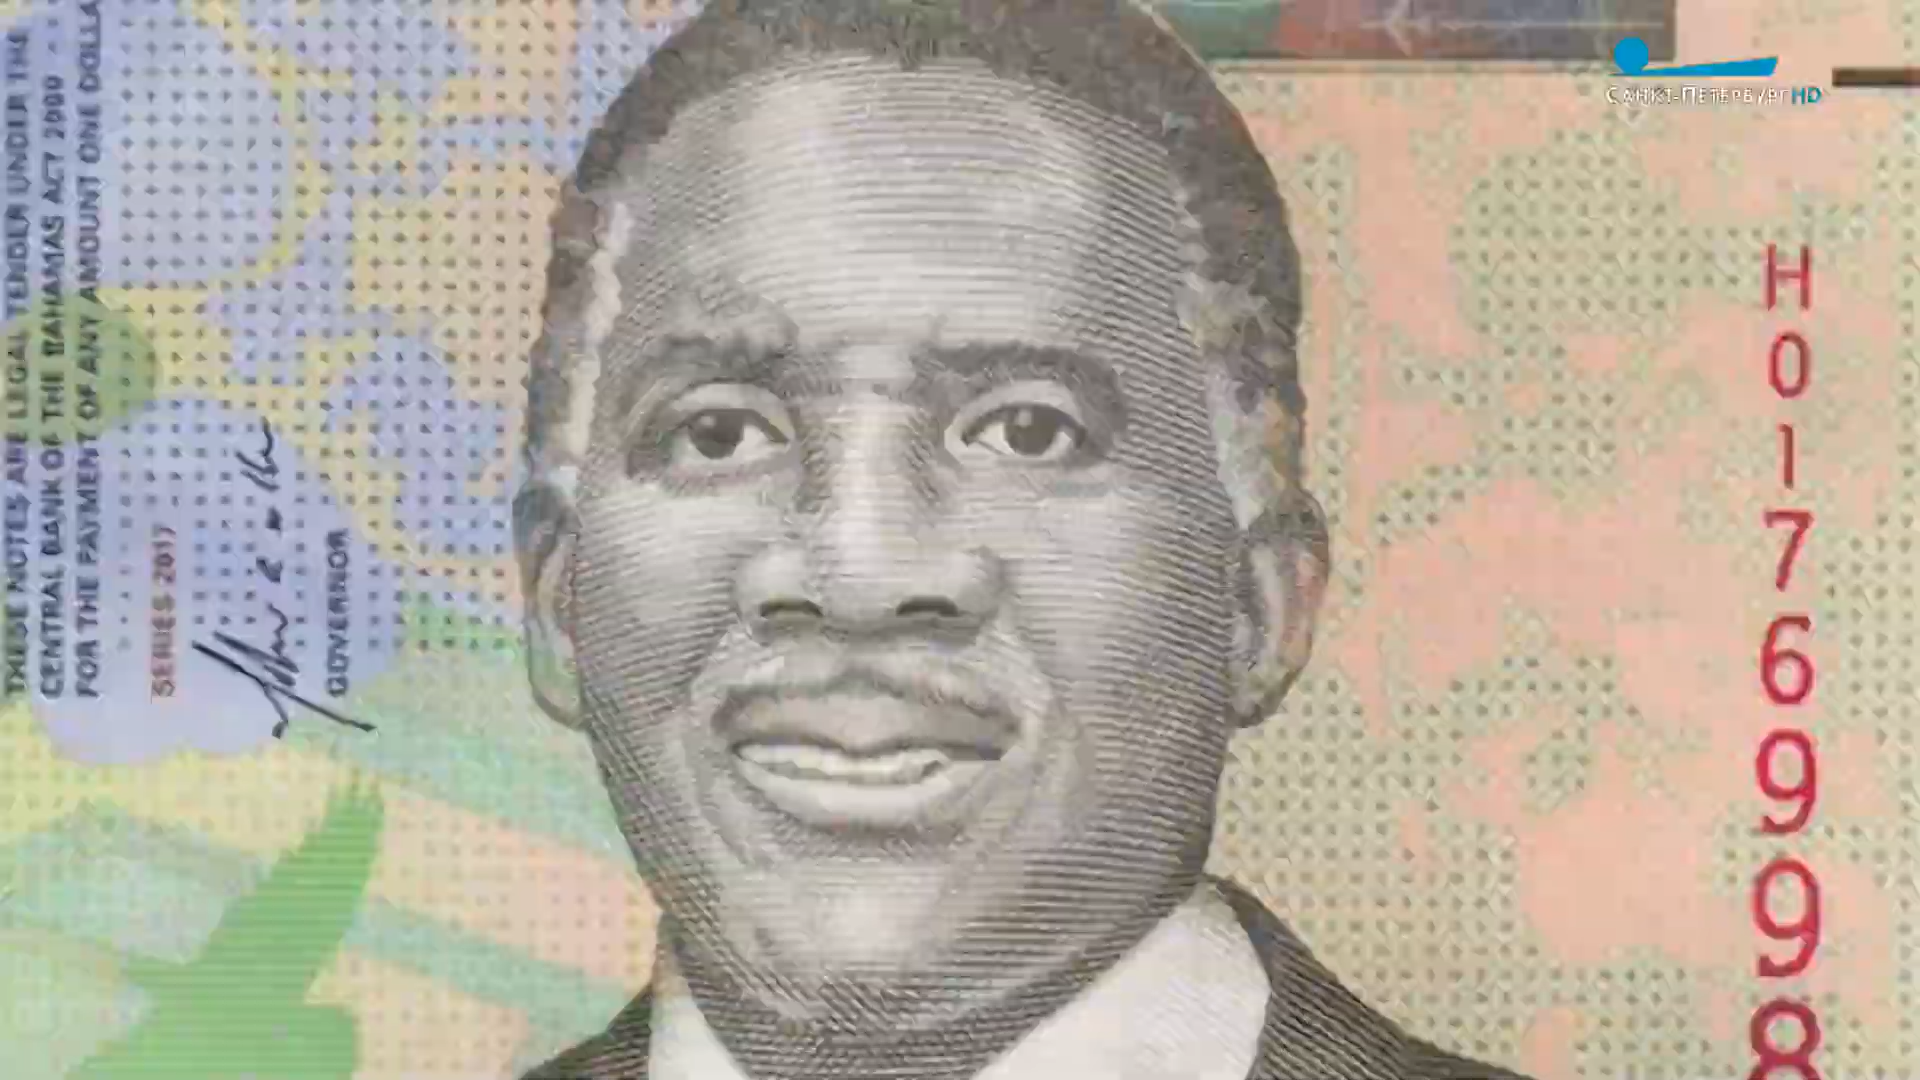 THESE NOTES ARE LEGAL TENDER UNDER THE
CENTRAL BANK OF THE BAHAMAS ACT 2000
FOR THE PAYMENT OF ANY AMOUNT ONE DOLLA
SERIES 2017
GOVERNOR
САНКТ-ПЕТЕРБУРГ HD
H0176998